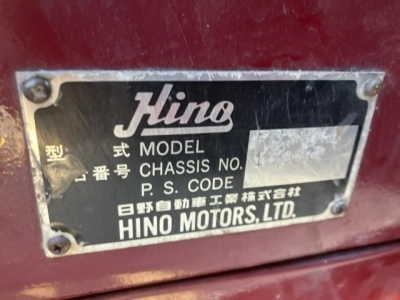 Hino
型 式 MODEL
番号 CHASSIS NO.
P. S. CODE
日野自動車工業株式会社
HINO MOTORS, LTD.